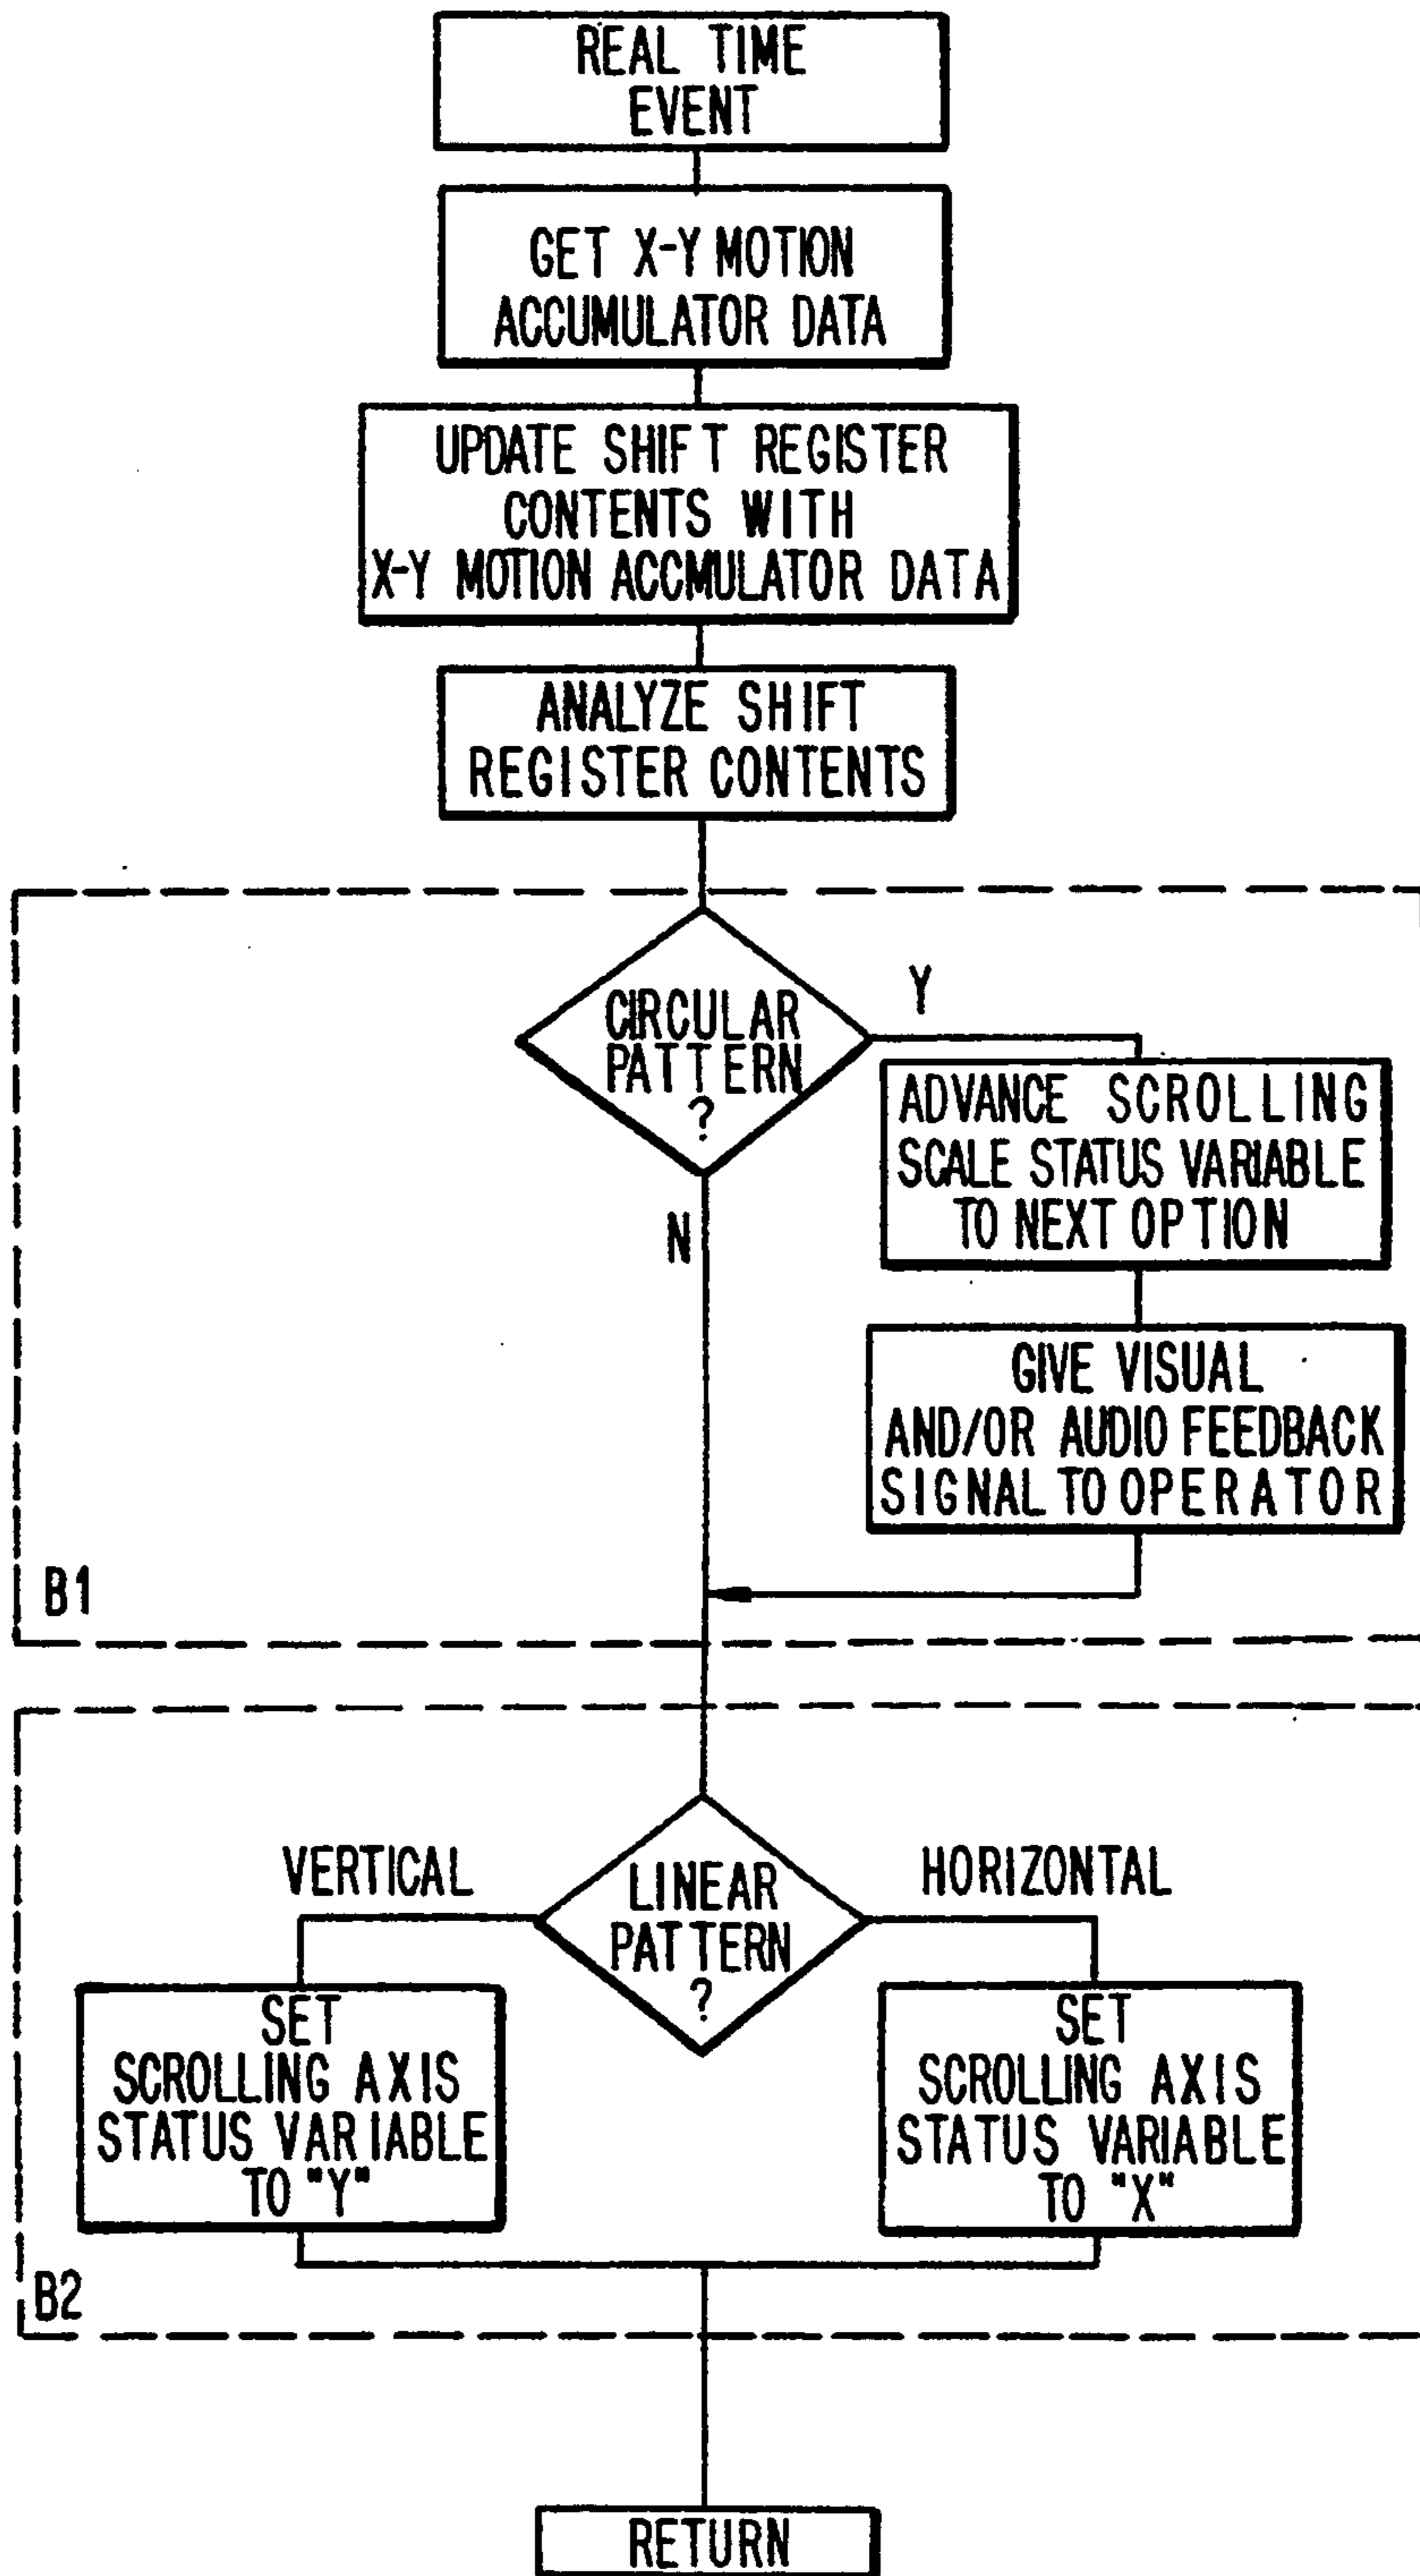 REAL TIME
EVENT
GET X-Y MOTION
ACCUMULATOR DATA
UPDATE SHIFT REGISTER
CONTENTS WITH
X-Y MOTION ACCMULATOR DATA
ANALYZE SHIFT
REGISTER CONTENTS
CIRCULAR
PATTERN
?
Y
N
ADVANCE SCROLLING
SCALE STATUS VARIABLE
TO NEXT OPTION
GIVE VISUAL
AND/OR AUDIO FEEDBACK
SIGNAL TO OPERATOR
B1
LINEAR
PATTERN
?
VERTICAL
HORIZONTAL
SET
SCROLLING AXIS
STATUS VARIABLE
TO "Y"
SET
SCROLLING AXIS
STATUS VARIABLE
TO "X"
B2
RETURN